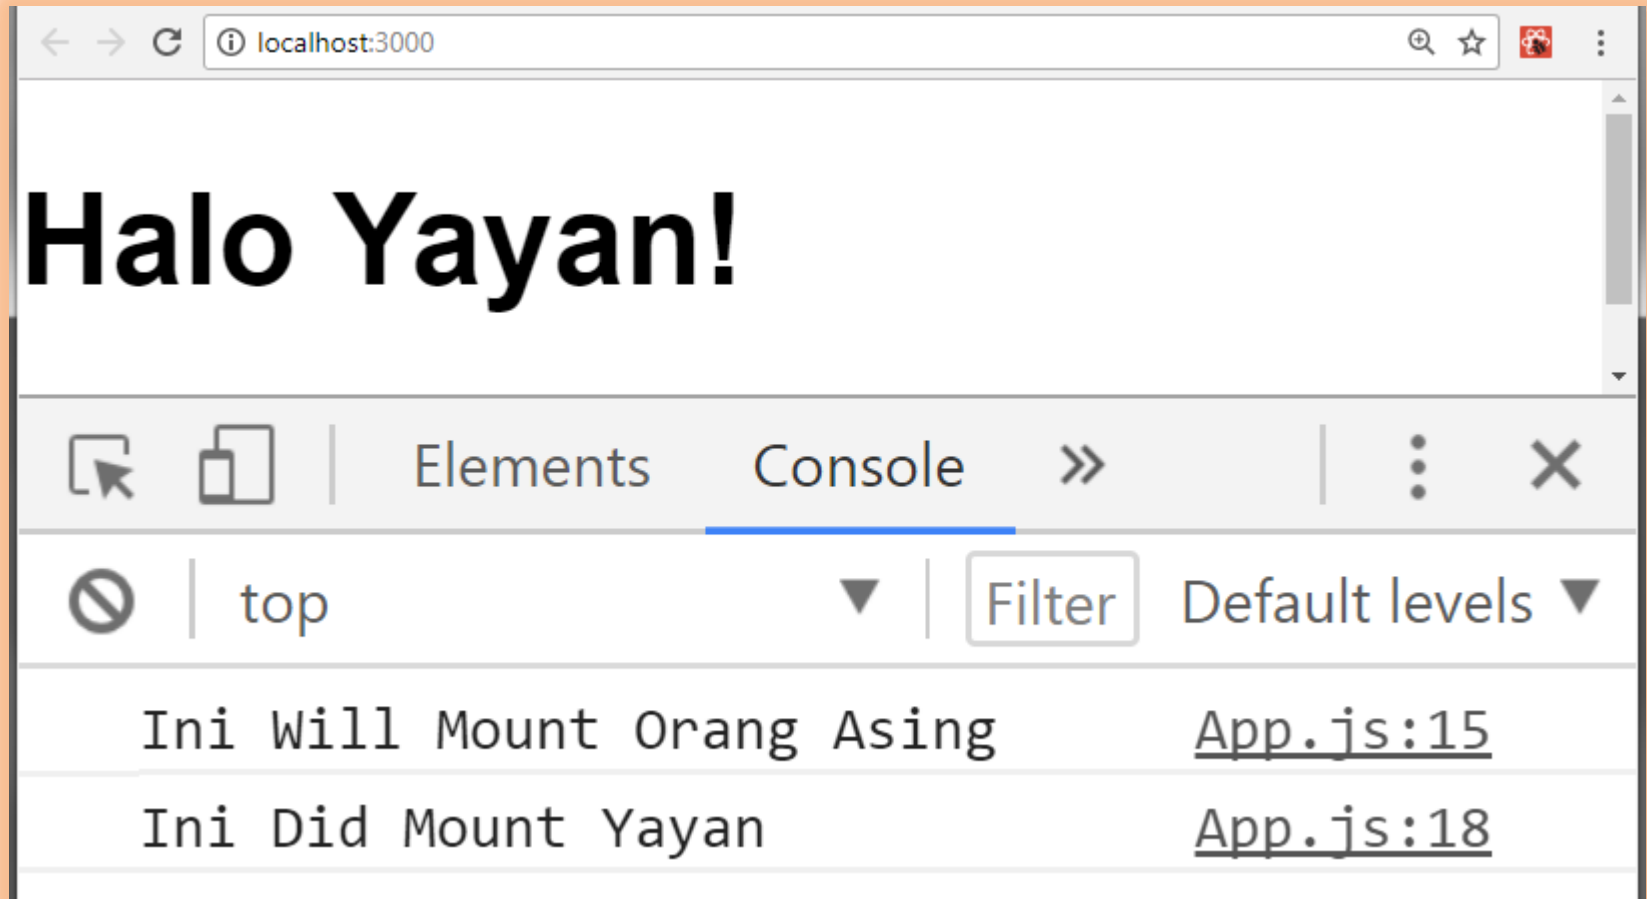 localhost:3000
Halo Yayan!
Elements Console
top Filter Default levels
Ini Will Mount Orang Asing App.js:15
Ini Did Mount Yayan App.js:18